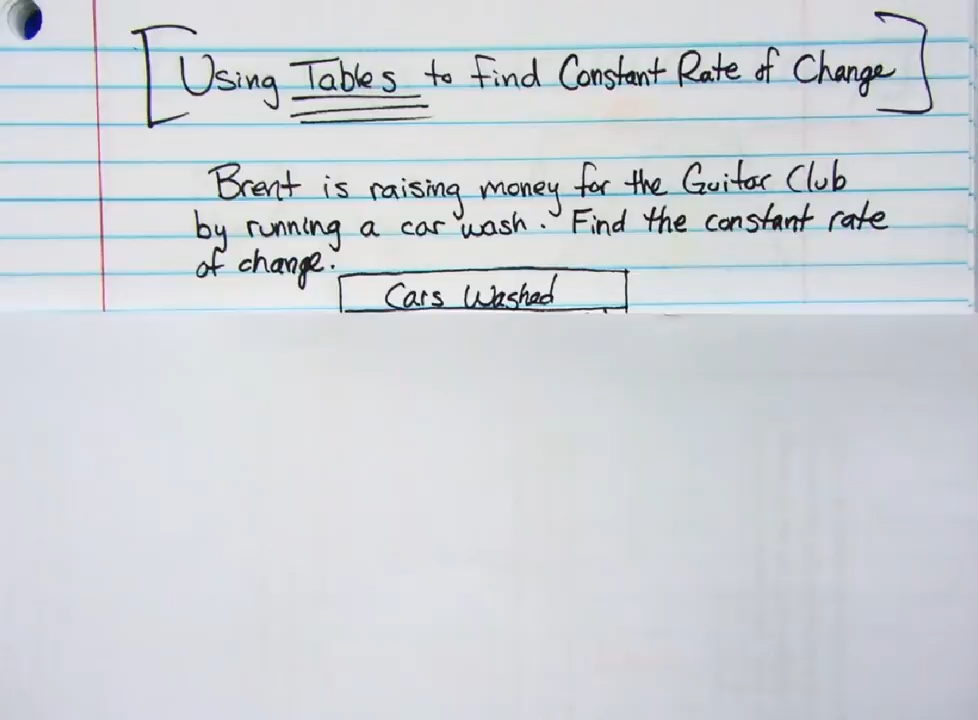 Using Tables to find Constant Rate of Change
Brent is raising money for the Guitar Club
by running a car wash. Find the constant rate
of change.
Cars Washed